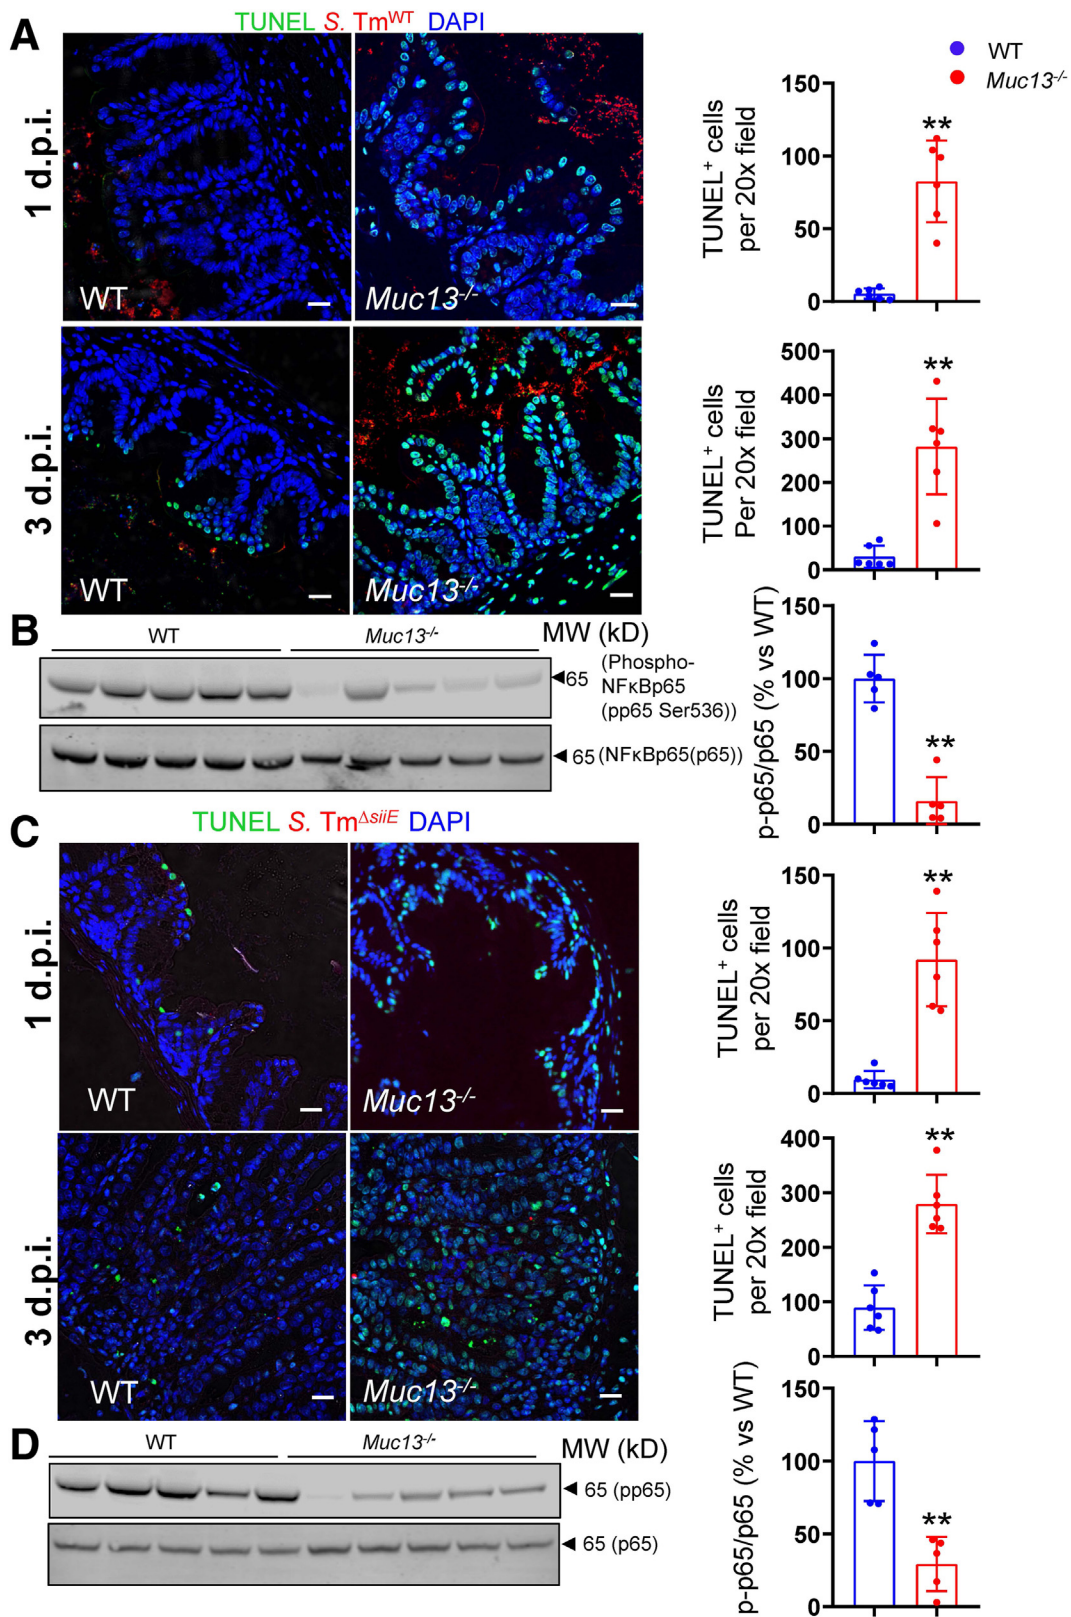 A
TUNEL S. Tm^WT DAPI
1 d.p.i.
WT
Muc13-/-
WT
Muc13-/-
TUNEL+ cells
per 20x field
150
100
50
0
**
3 d.p.i.
WT
Muc13-/-
TUNEL+ cells
Per 20x field
500
400
300
200
100
0
**
B
WT
Muc13-/-
MW (kD)
65
(Phospho-
NFκBp65
(pp65 Ser536))
65 (NFκBp65(p65))
p-p65/p65 (% vs WT)
150
100
50
0
**
C
TUNEL S. Tm^ΔsiiE DAPI
1 d.p.i.
WT
Muc13-/-
TUNEL+ cells
per 20x field
150
100
50
0
**
3 d.p.i.
WT
Muc13-/-
TUNEL+ cells
per 20x field
400
300
200
100
0
**
D
WT
Muc13-/-
MW (kD)
65 (pp65)
65 (p65)
p-p65/p65 (% vs WT)
150
100
50
0
**